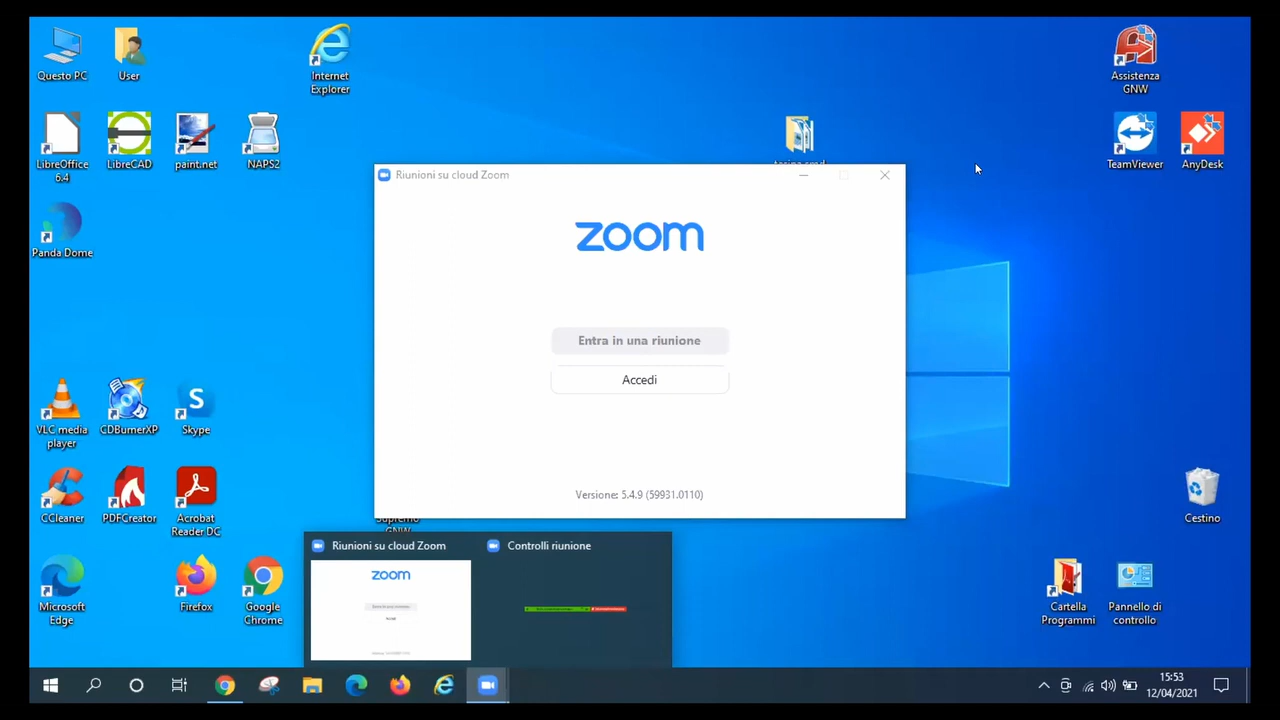 Questo PC
User
Internet
Explorer
Assistenza
GNW
LibreOffice
6.4
LibreCAD
paint.net
NAPS2
TeamViewer
AnyDesk
Riunioni su cloud Zoom
zoom
Panda Dome
Entra in una riunione
Accedi
VLC media
player
CDBurnerXP
Skype
Versione: 5.4.9 (59931.0110)
CCleaner
PDFCreator
Acrobat
Reader DC
Cestino
Supremo
GNW
Riunioni su cloud Zoom
Controlli riunione
zoom
Microsoft
Edge
Firefox
Google
Chrome
Cartella
Programmi
Pannello di
controllo
15:53
12/04/2021